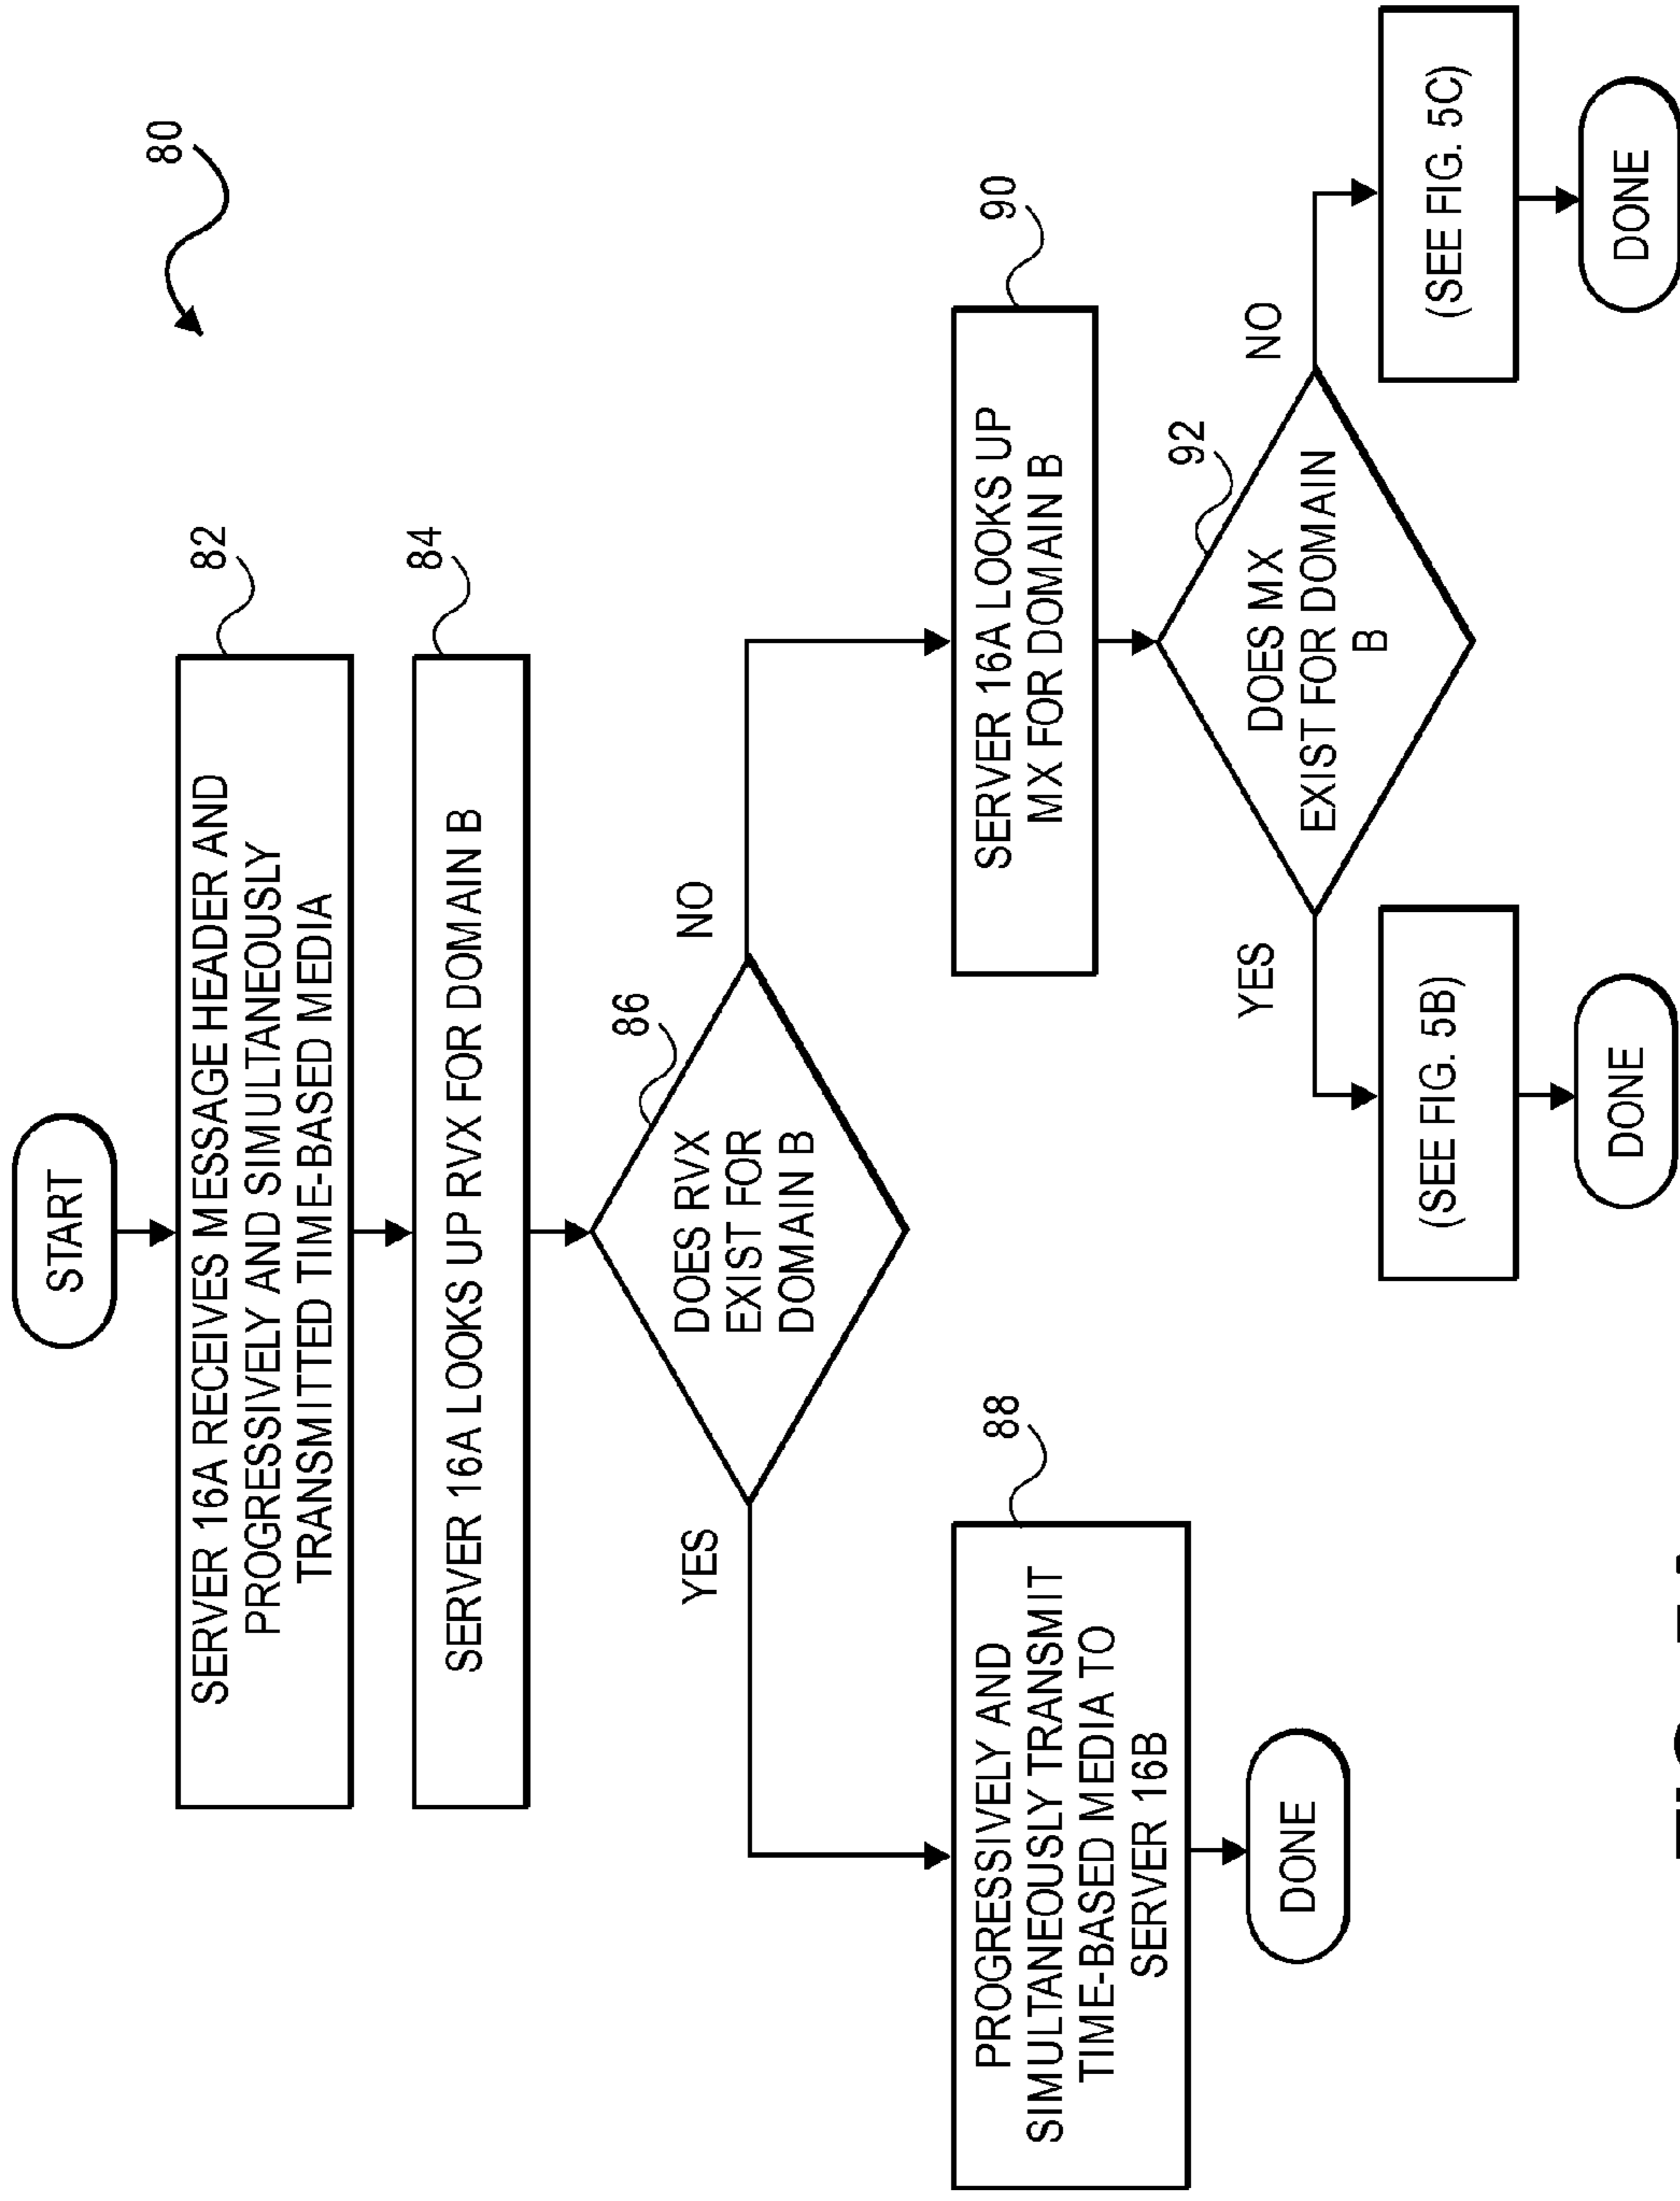 80
START
SERVER 16A RECEIVES MESSAGE HEADER AND
PROGRESSIVELY AND SIMULTANEOUSLY
TRANSMITTED TIME-BASED MEDIA
82
SERVER 16A LOOKS UP RVX FOR DOMAIN B
84
DOES RVX
EXIST FOR
DOMAIN B
86
YES
NO
PROGRESSIVELY AND
SIMULTANEOUSLY TRANSMIT
TIME-BASED MEDIA TO
SERVER 16B
88
DONE
SERVER 16A LOOKS UP
MX FOR DOMAIN B
90
DOES MX
EXIST FOR DOMAIN
B
92
YES
NO
(SEE FIG. 5B)
DONE
(SEE FIG. 5C)
DONE